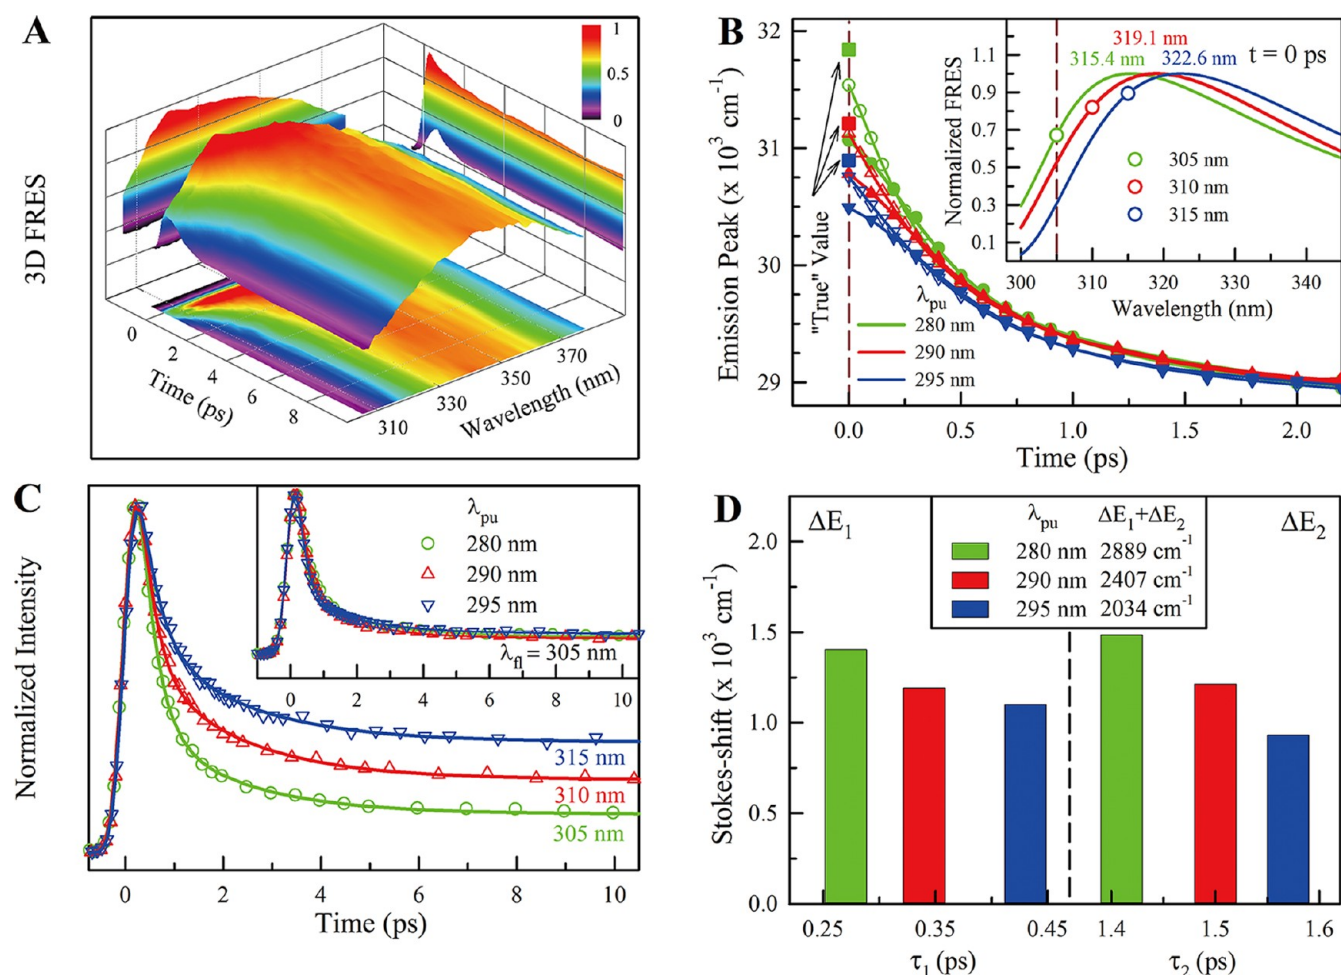 A
3D FRES
1
0.5
0
0
2
4
6
8
Time (ps)
310
330
350
370
Wavelength (nm)
B
Emission Peak (x 10³ cm⁻¹)
32
31
30
29
"True" Value
λpu
280 nm
290 nm
295 nm
0.0
0.5
1.0
1.5
2.0
Time (ps)
Normalized FRES
1.1
1.0
0.9
0.7
0.5
0.3
0.1
319.1 nm
315.4 nm
322.6 nm
t = 0 ps
305 nm
310 nm
315 nm
300
310
320
330
340
Wavelength (nm)
C
Normalized Intensity
λpu
280 nm
290 nm
295 nm
λfl = 305 nm
0
2
4
6
8
10
315 nm
310 nm
305 nm
0
2
4
6
8
10
Time (ps)
D
Stokes-shift (x 10³ cm⁻¹)
2.0
1.5
1.0
0.5
0.0
ΔE₁
ΔE₂
λpu ΔE₁+ΔE₂
280 nm 2889 cm⁻¹
290 nm 2407 cm⁻¹
295 nm 2034 cm⁻¹
0.25
0.35
0.45
1.4
1.5
1.6
τ₁ (ps)
τ₂ (ps)